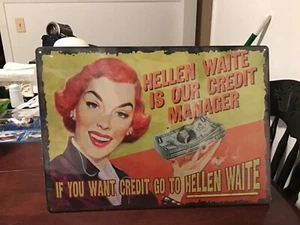 HELLEN WAITE
IS OUR CREDIT
MANAGER
IF YOU WANT CREDIT GO TO HELLEN WAITE